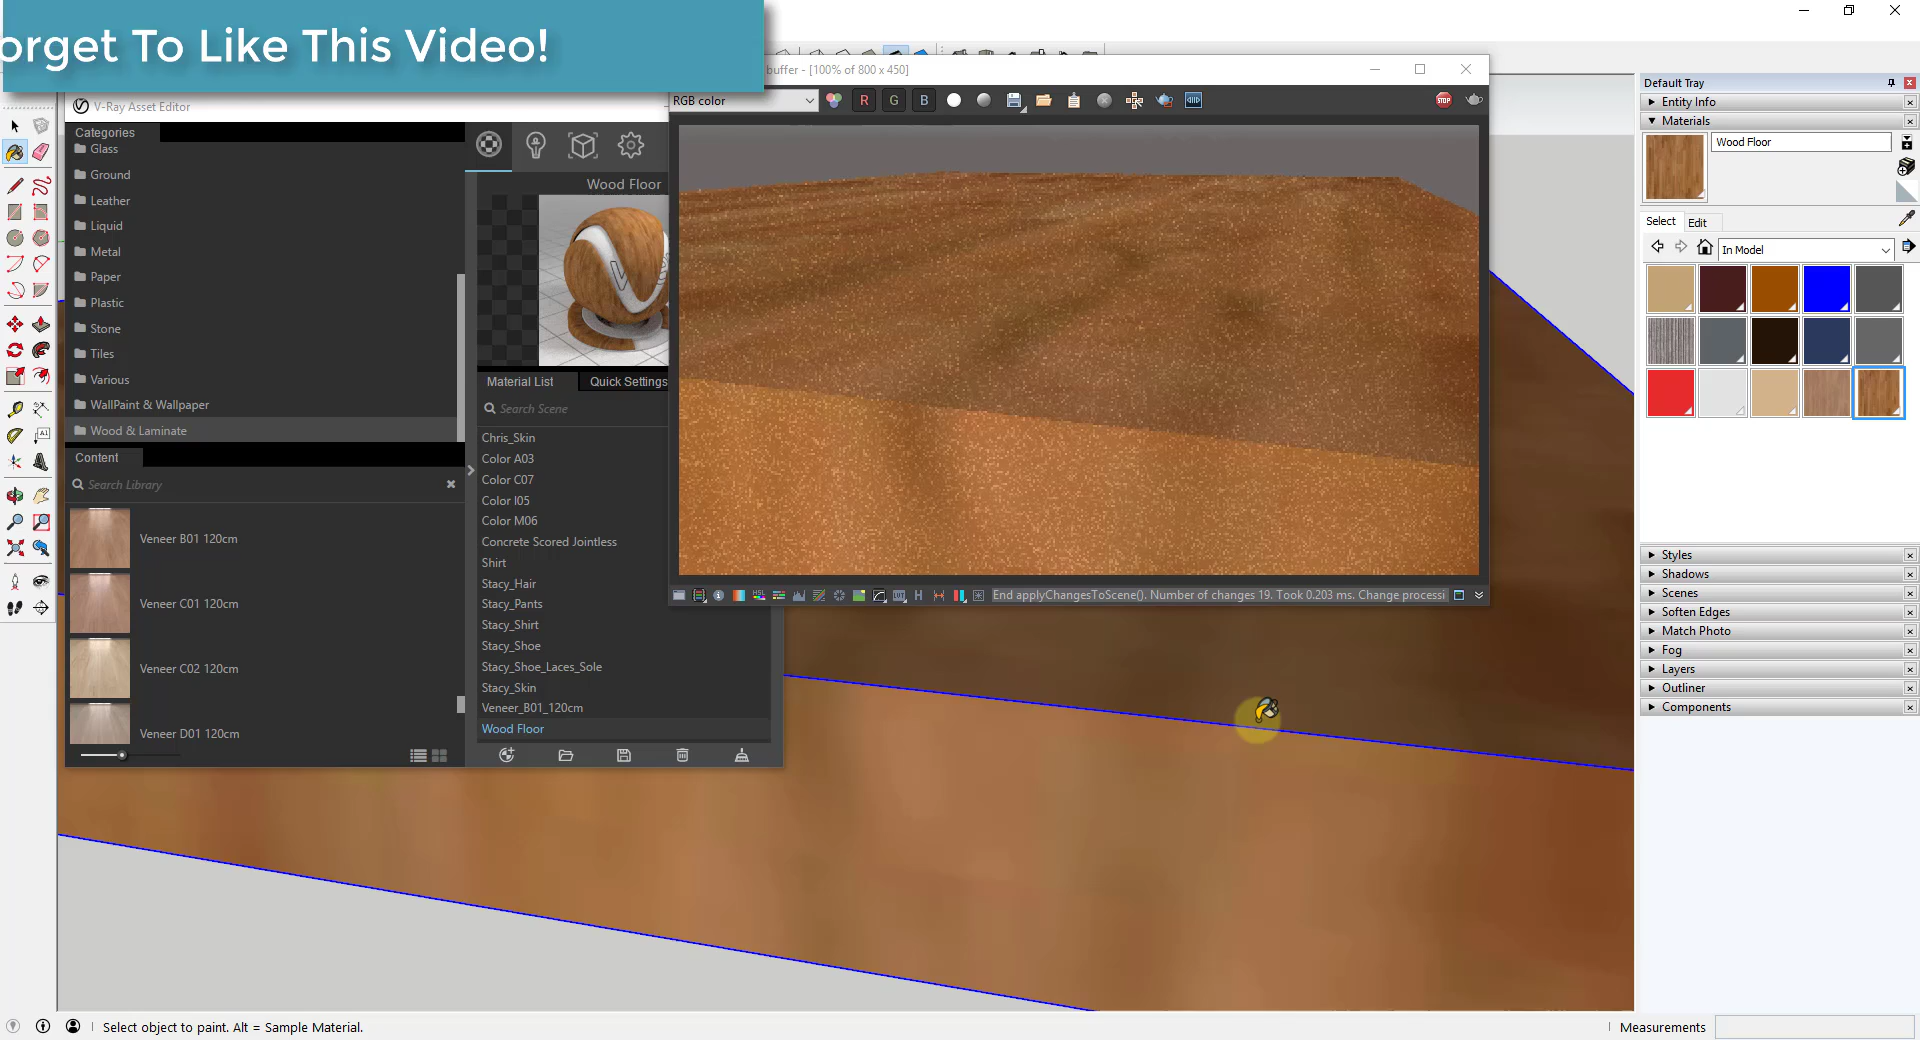 orget To Like This Video!
buffer - [100% of 800 x 450]
V-Ray Asset Editor
RGB color
R
G
B
STOP
Categories
Glass
Ground
Leather
Liquid
Metal
Paper
Plastic
Stone
Tiles
Various
WallPaint & Wallpaper
Wood & Laminate
Content
Search Library
Veneer B01 120cm
Veneer C01 120cm
Veneer C02 120cm
Veneer D01 120cm
Wood Floor
Material List
Quick Settings
Search Scene
Chris_Skin
Color A03
Color C07
Color I05
Color M06
Concrete Scored Jointless
Shirt
Stacy_Hair
Stacy_Pants
Stacy_Shirt
Stacy_Shoe
Stacy_Shoe_Laces_Sole
Stacy_Skin
Veneer_B01_120cm
Wood Floor
HSL
LUT
H
End applyChangesToScene(). Number of changes 19. Took 0.203 ms. Change processi
Default Tray
Entity Info
Materials
Wood Floor
Select
Edit
In Model
Styles
Shadows
Scenes
Soften Edges
Match Photo
Fog
Layers
Outliner
Components
Select object to paint. Alt = Sample Material.
Measurements